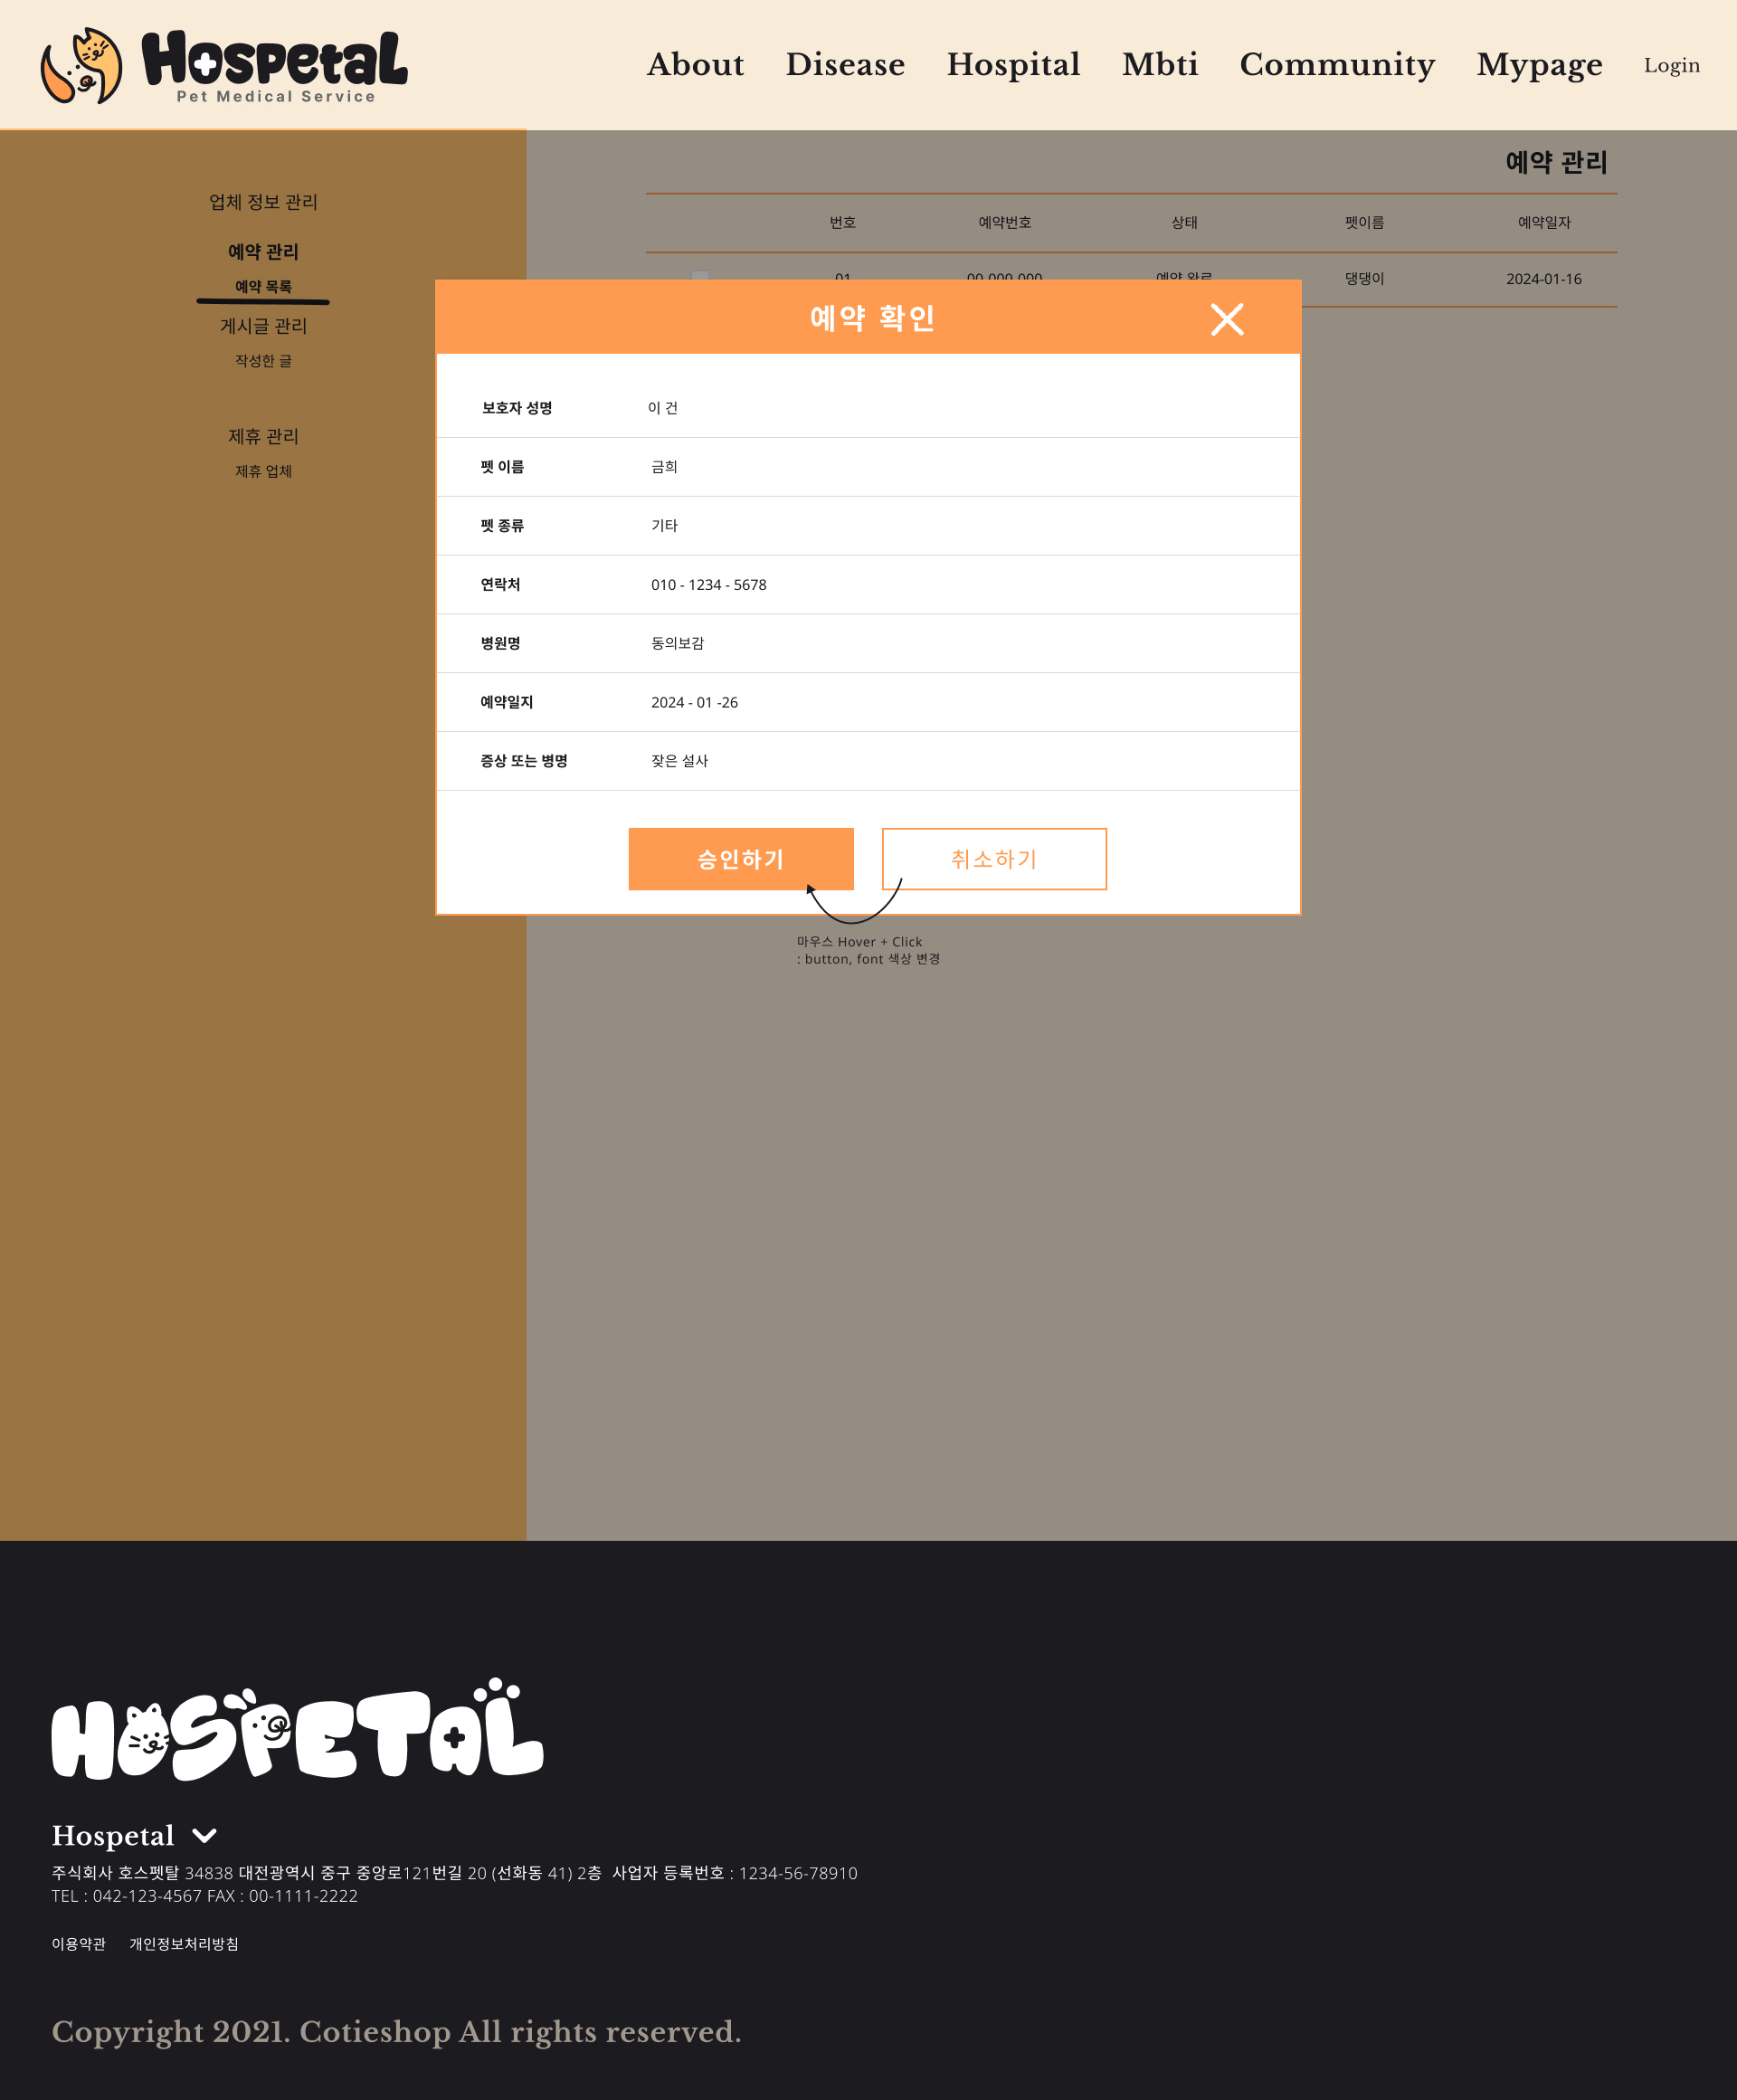 Hospetal
Pet Medical Service
About Disease Hospital Mbti Community Mypage Login
업체 정보 관리
예약 관리
예약 목록
게시글 관리
작성한 글
제휴 관리
제휴 업체
예약 관리
번호 예약번호 상태 펫이름 예약일자
01 00-000-000 예약 완료 댕댕이 2024-01-16
예약 확인
보호자 성명 이 건
펫 이름 금희
펫 종류 기타
연락처 010 - 1234 - 5678
병원명 동의보감
예약일지 2024 - 01 -26
증상 또는 병명 잦은 설사
승인하기 취소하기
마우스 Hover + Click
: button, font 색상 변경
HOSPETAL
Hospetal
주식회사 호스펫탈 34838 대전광역시 중구 중앙로121번길 20 (선화동 41) 2층 사업자 등록번호 : 1234-56-78910
TEL : 042-123-4567 FAX : 00-1111-2222
이용약관 개인정보처리방침
Copyright 2021. Cotieshop All rights reserved.